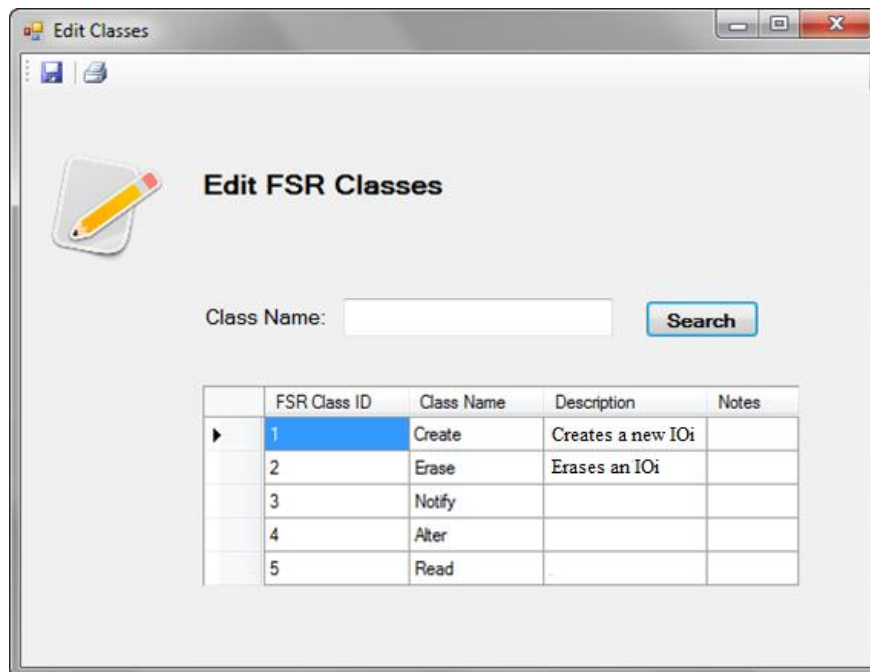 Edit Classes
Edit FSR Classes
Class Name:
Search
FSR Class ID Class Name Description Notes
1 Create Creates a new IOi
2 Erase Erases an IOi
3 Notify
4 Alter
5 Read